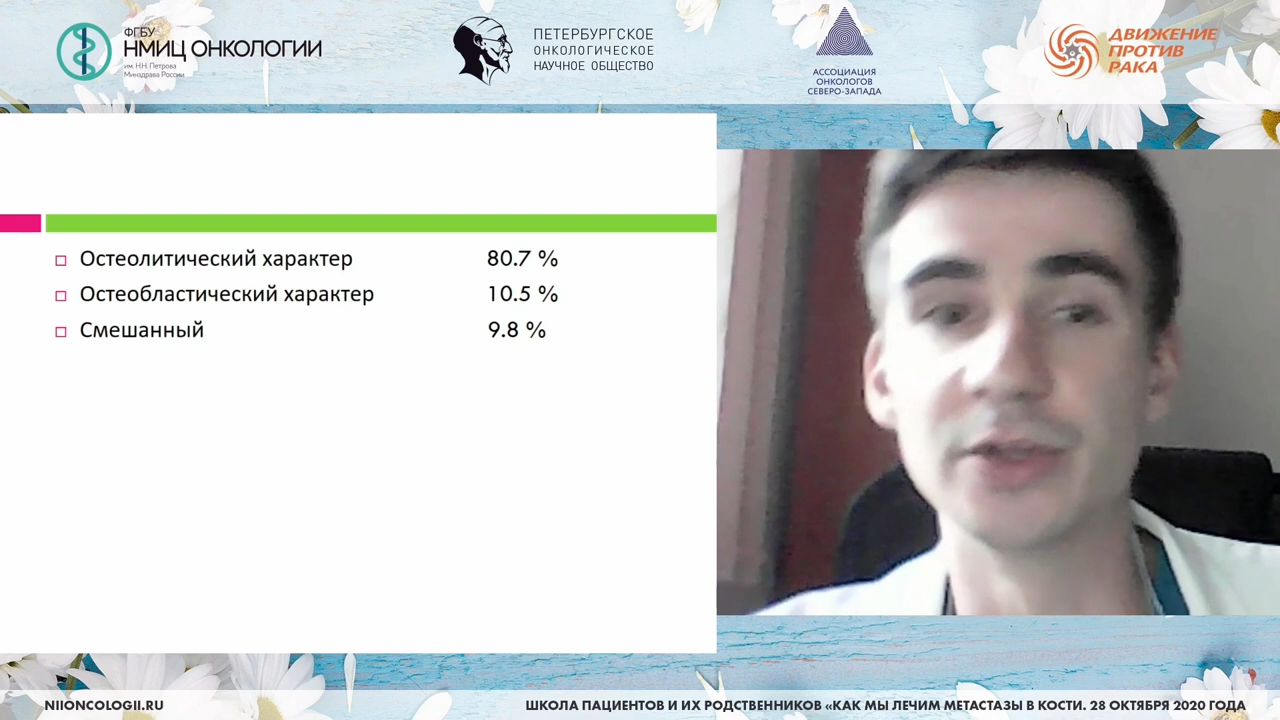 ФГБУ
НМИЦ ОНКОЛОГИИ
им. Н.Н. Петрова
Минздрава России
ПЕТЕРБУРГСКОЕ
ОНКОЛОГИЧЕСКОЕ
НАУЧНОЕ ОБЩЕСТВО
АССОЦИАЦИЯ
ОНКОЛОГОВ
СЕВЕРО-ЗАПАДА
ДВИЖЕНИЕ
ПРОТИВ
РАКА
Остеолитический характер 80.7 %
Остеобластический характер 10.5 %
Смешанный 9.8 %
NIIONCOLOGII.RU
ШКОЛА ПАЦИЕНТОВ И ИХ РОДСТВЕННИКОВ «КАК МЫ ЛЕЧИМ МЕТАСТАЗЫ В КОСТИ. 28 ОКТЯБРЯ 2020 ГОДА